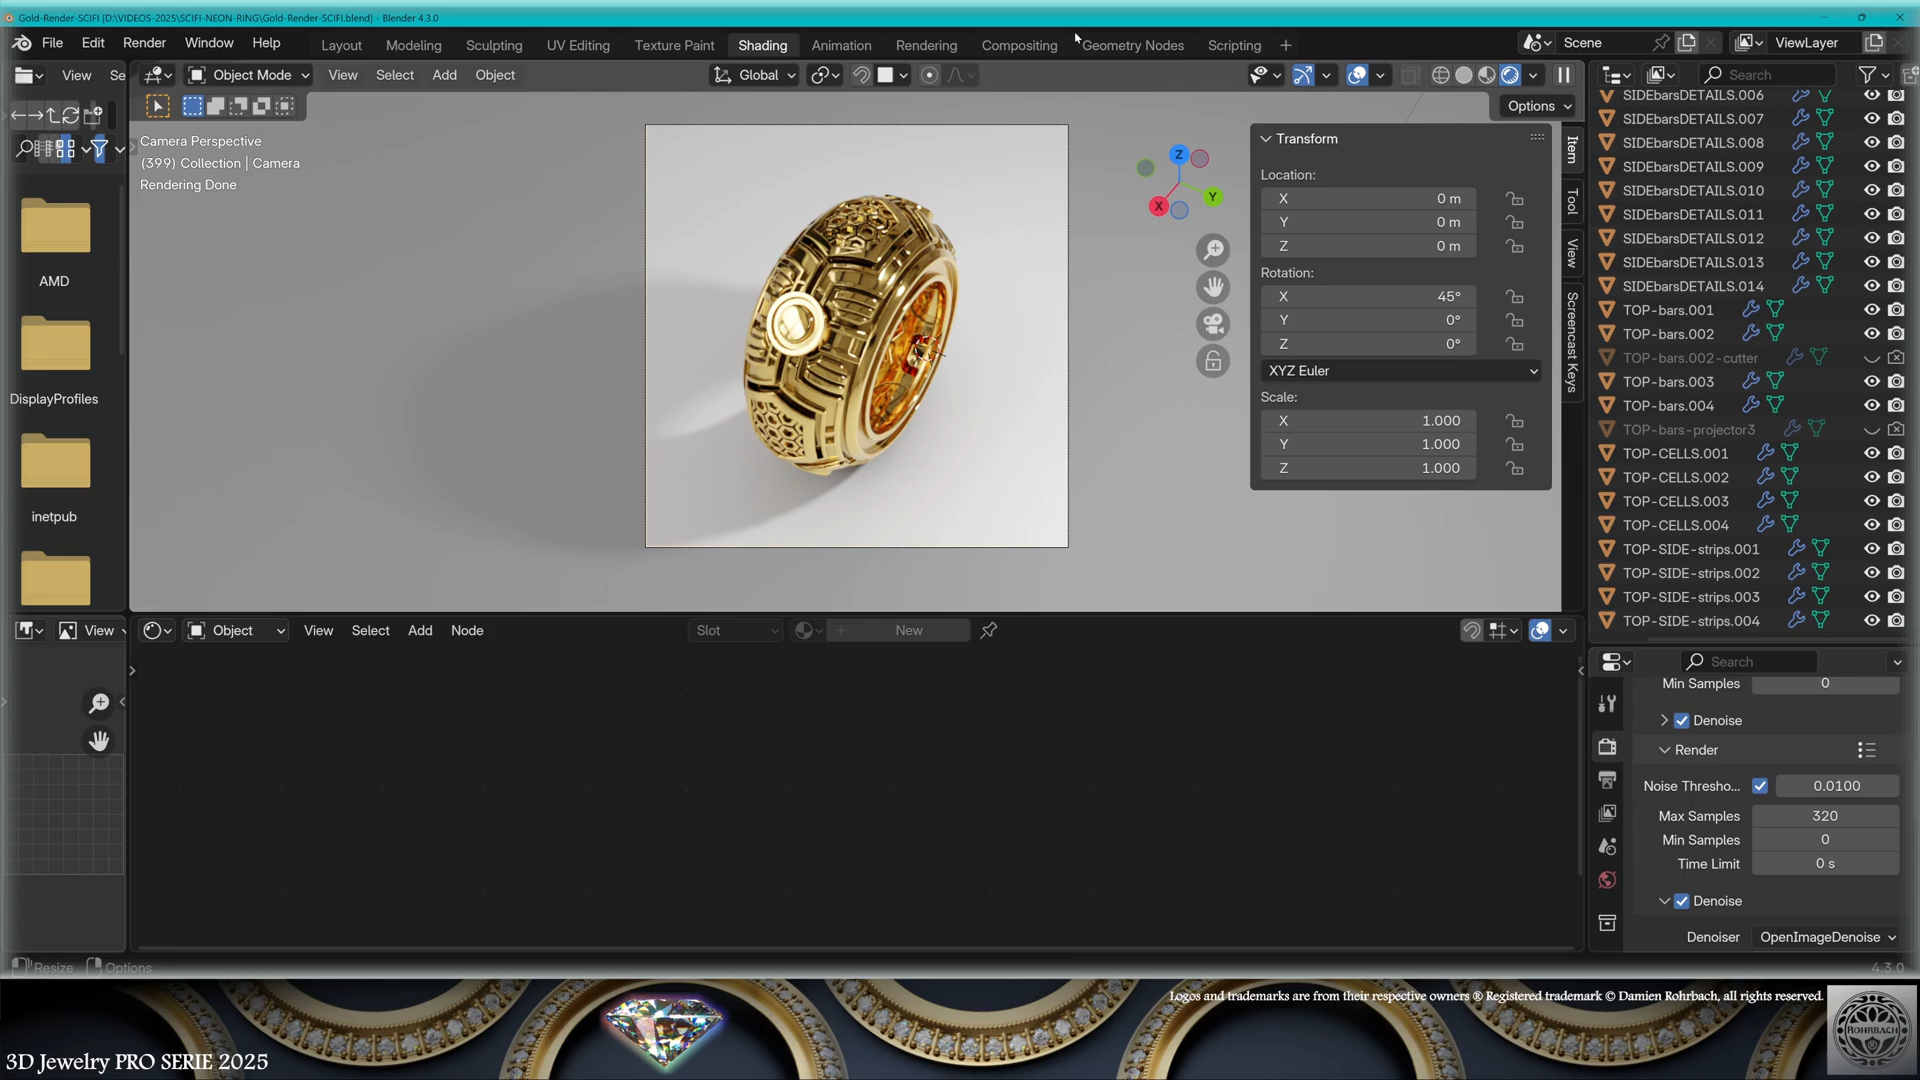 Gold-Render-SCIFI [D:\VIDEOS-2025\SCIFI-NEON-RING\Gold-Render-SCIFI.blend] - Blender 4.3.0
File Edit Render Window Help
Layout Modeling Sculpting UV Editing Texture Paint Shading Animation Rendering Compositing Geometry Nodes Scripting +
Scene
ViewLayer
View Se
Object Mode View Select Add Object
Global
Search
Options
Camera Perspective
(399) Collection | Camera
Rendering Done
AMD
DisplayProfiles
inetpub
Z
Y
X
Transform
Location:
X 0 m
Y 0 m
Z 0 m
Rotation:
X 45°
Y 0°
Z 0°
XYZ Euler
Scale:
X 1.000
Y 1.000
Z 1.000
Item
Tool
View
Screencast Keys
SIDEbarsDETAILS.006
SIDEbarsDETAILS.007
SIDEbarsDETAILS.008
SIDEbarsDETAILS.009
SIDEbarsDETAILS.010
SIDEbarsDETAILS.011
SIDEbarsDETAILS.012
SIDEbarsDETAILS.013
SIDEbarsDETAILS.014
TOP-bars.001
TOP-bars.002
TOP-bars.002-cutter
TOP-bars.003
TOP-bars.004
TOP-bars-projector3
TOP-CELLS.001
TOP-CELLS.002
TOP-CELLS.003
TOP-CELLS.004
TOP-SIDE-strips.001
TOP-SIDE-strips.002
TOP-SIDE-strips.003
TOP-SIDE-strips.004
View
Object View Select Add Node
Slot
New
Search
Min Samples 0
Denoise
Render
Noise Thresho... 0.0100
Max Samples 320
Min Samples 0
Time Limit 0 s
Denoise
Denoiser OpenImageDenoise
Resize Options
4.3.0
Logos and trademarks are from their respective owners ® Registered trademark © Damien Rohrbach, all rights reserved.
ROHRBACH
3D Jewelry PRO SERIE 2025